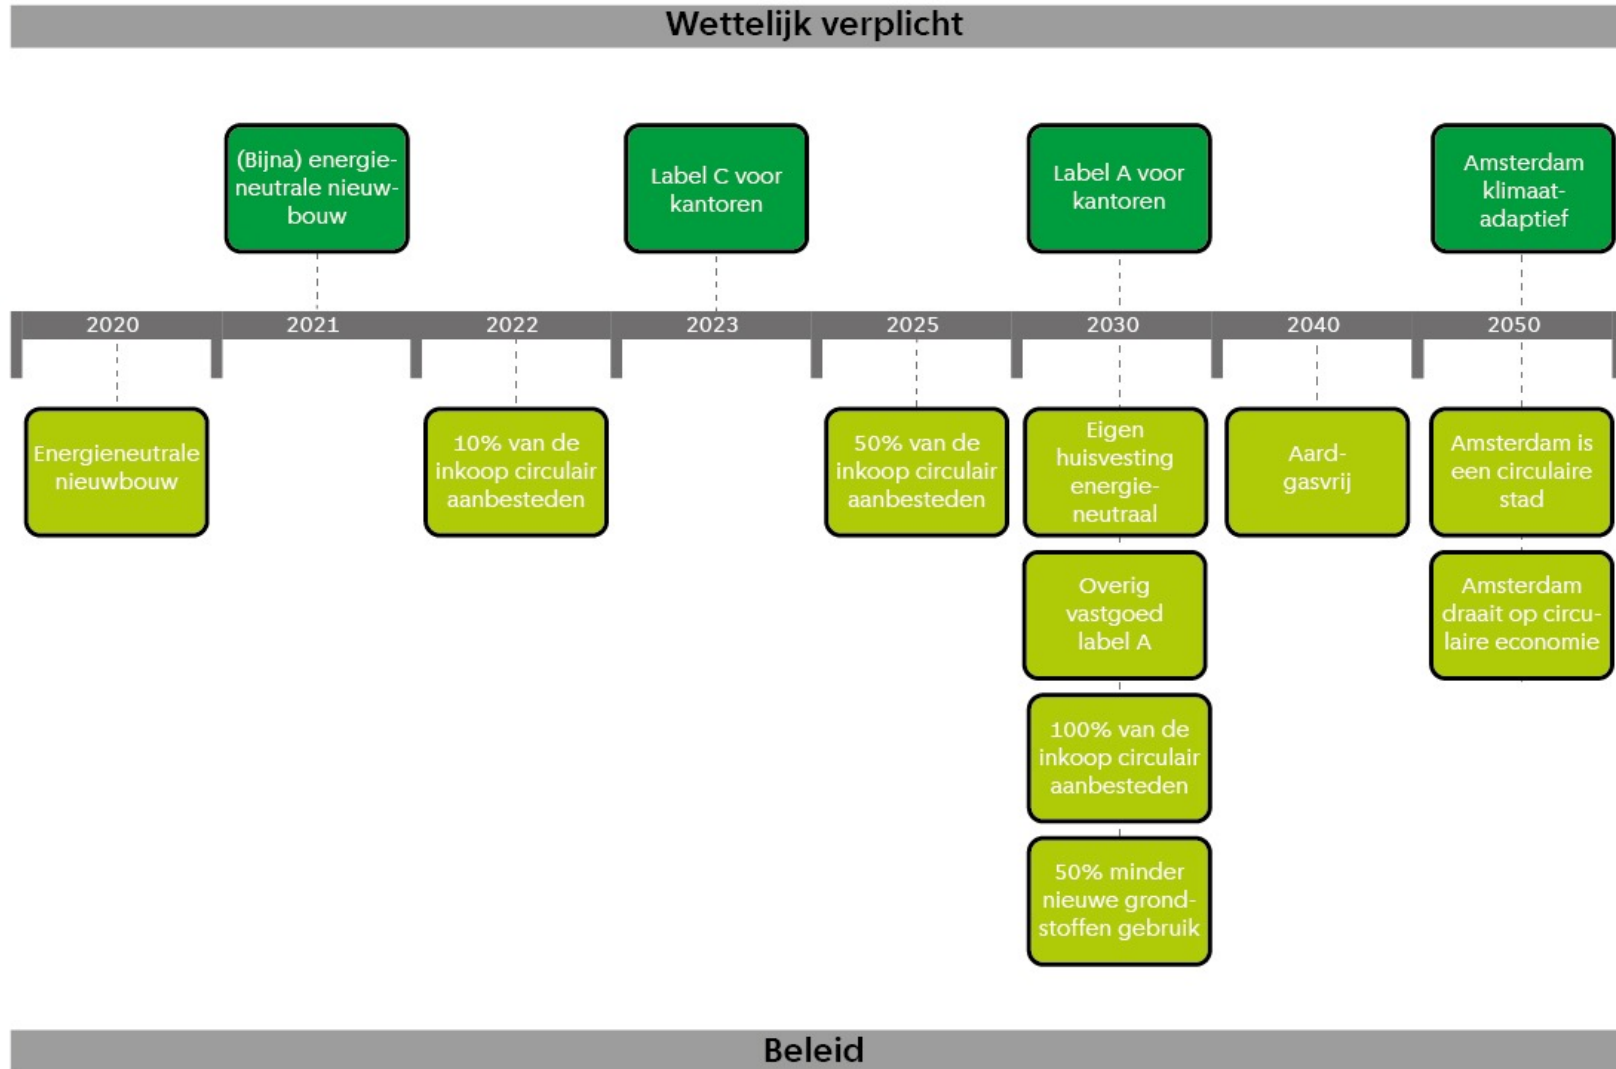 Wettelijk verplicht
(Bijna) energie-
neutrale nieuw-
bouw
Label C voor
kantoren
Label A voor
kantoren
Amsterdam
klimaat-
adaptief
2020 2021 2022 2023 2025 2030 2040 2050
Energieneutrale
nieuwbouw
10% van de
inkoop circulair
aanbesteden
50% van de
inkoop circulair
aanbesteden
Eigen
huisvesting
energie-
neutraal
Aard-
gasvrij
Amsterdam is
een circulaire
stad
Overig
vastgoed
label A
Amsterdam
draait op circu-
laire economie
100% van de
inkoop circulair
aanbesteden
50% minder
nieuwe grond-
stoffen gebruik
Beleid